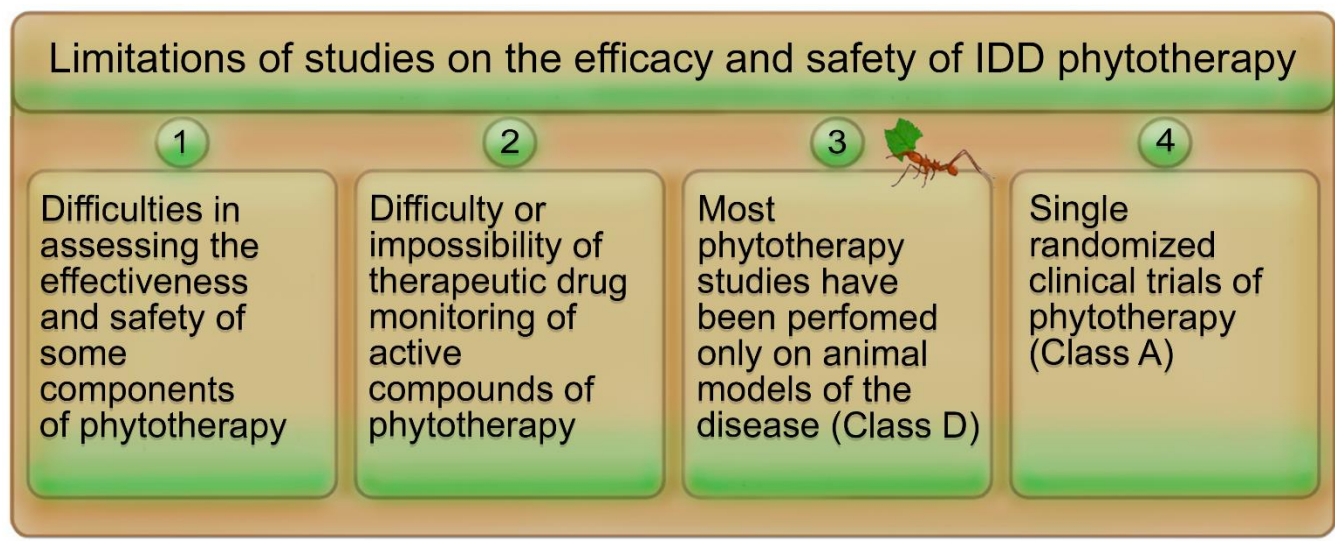 Limitations of studies on the efficacy and safety of IDD phytotherapy
1
Difficulties in
assessing the
effectiveness
and safety of
some
components
of phytotherapy
2
Difficulty or
impossibility of
therapeutic drug
monitoring of
active
compounds of
phytotherapy
3
Most
phytotherapy
studies have
been perfomed
only on animal
models of the
disease (Class D)
4
Single
randomized
clinical trials of
phytotherapy
(Class A)